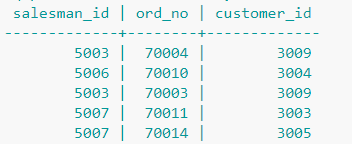 salesman_id | ord_no | customer_id
-------------+--------+-------------
5003 | 70004 | 3009
5006 | 70010 | 3004
5003 | 70003 | 3009
5007 | 70011 | 3003
5007 | 70014 | 3005